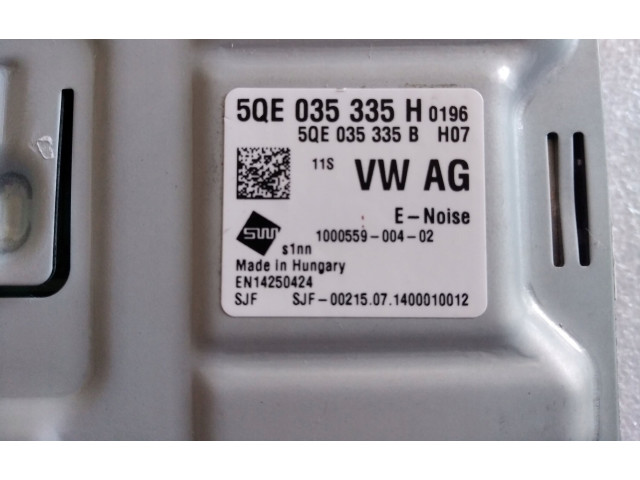 5QE 035 335 H 0196
5QE 035 335 B H07
11S VW AG
E-Noise
1000559-004-02
s1nn
Made in Hungary
EN14250424
SJF SJF-00215.07.1400010012